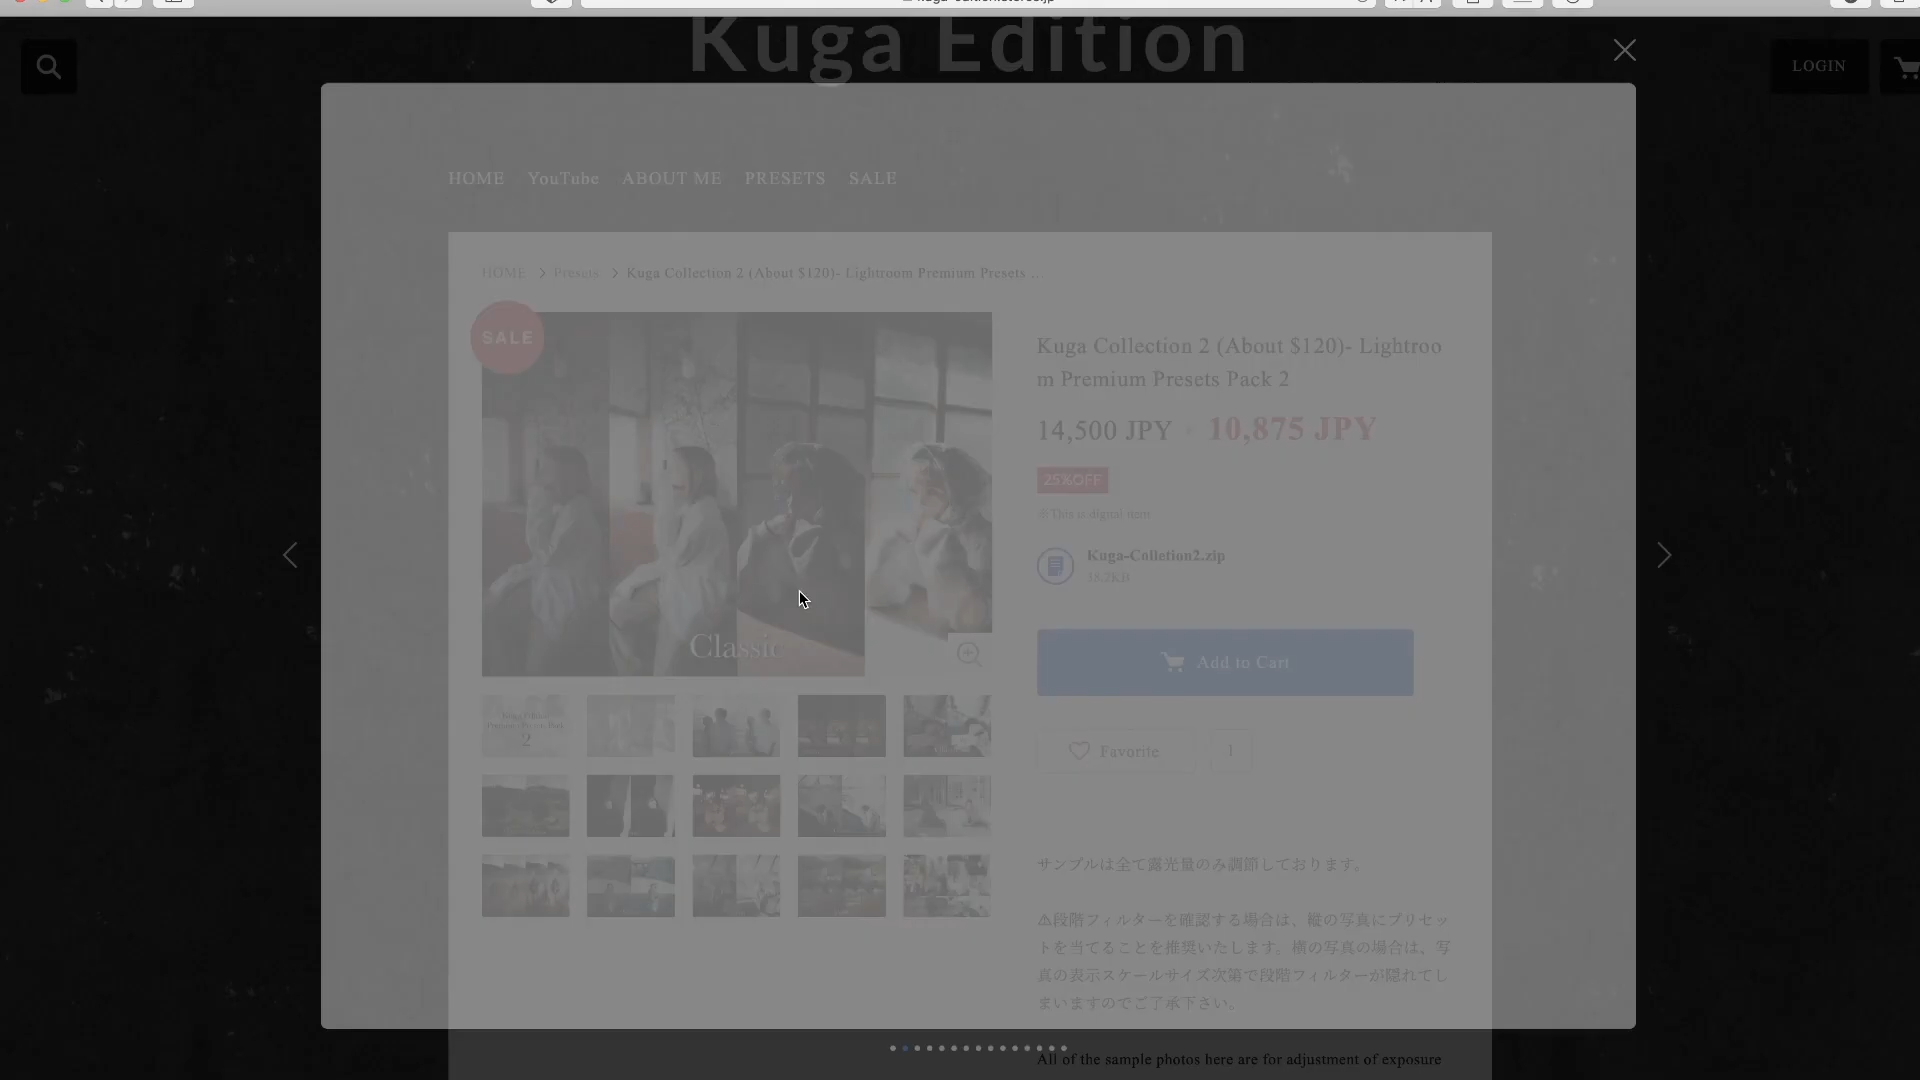 Kuga Edition
LOGIN
HOME YouTube ABOUT ME PRESETS SALE
HOME > Presets > Kuga Collection 2 (About $120)- Lightroom Premium Presets ..
SALE
Classic
Kuga Collection 2 (About $120)- Lightroo
m Premium Presets Pack 2
14,500 JPY 10,875 JPY
25%OFF
※This is digital item
Kuga-Colletion2.zip
18.7KB
Add to Cart
Favorite 1
サンプルは全て露光量のみ調節しております。
⚠段階フィルターを確認する場合は、縦の写真にプリセッ
トを当てることを推奨いたします。横の写真の場合は、写
真の表示スケールサイズ次第で段階フィルターが隠れてし
まいますのでご了承下さい。
All of the sample photos here are for adjustment of exposure